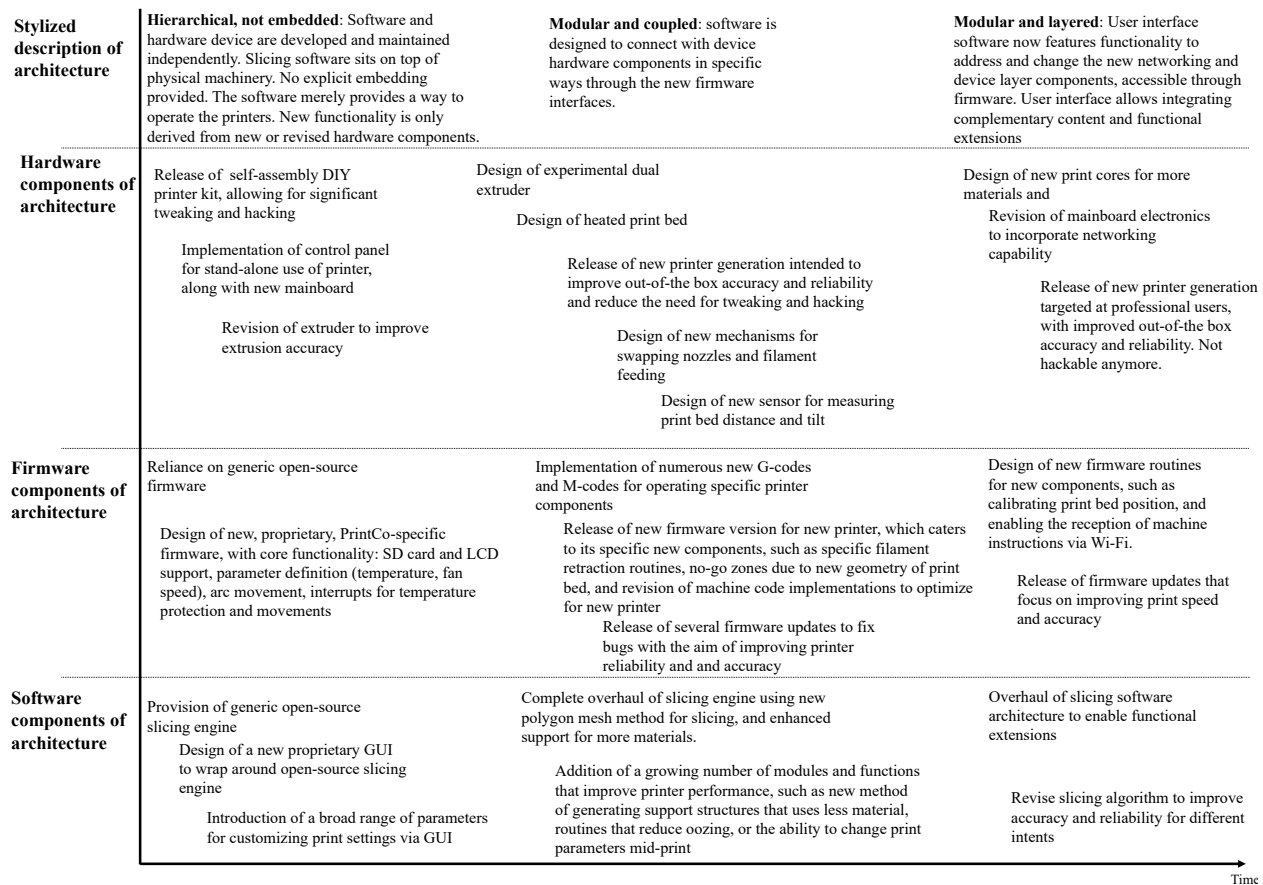 Stylized
description of
architecture
Hierarchical, not embedded: Software and
hardware device are developed and maintained
independently. Slicing software sits on top of
physical machinery. No explicit embedding
provided. The software merely provides a way to
operate the printers. New functionality is only
derived from new or revised hardware components.
Modular and coupled: software is
designed to connect with device
hardware components in specific
ways through the new firmware
interfaces.
Modular and layered: User interface
software now features functionality to
address and change the new networking and
device layer components, accessible through
firmware. User interface allows integrating
complementary content and functional
extensions
Hardware
components of
architecture
Release of self-assembly DIY
printer kit, allowing for significant
tweaking and hacking
Implementation of control panel
for stand-alone use of printer,
along with new mainboard
Revision of extruder to improve
extrusion accuracy
Design of experimental dual
extruder
Design of heated print bed
Release of new printer generation intended to
improve out-of-the box accuracy and reliability
and reduce the need for tweaking and hacking
Design of new mechanisms for
swapping nozzles and filament
feeding
Design of new sensor for measuring
print bed distance and tilt
Design of new print cores for more
materials and
Revision of mainboard electronics
to incorporate networking
capability
Release of new printer generation
targeted at professional users,
with improved out-of-the box
accuracy and reliability. Not
hackable anymore.
Firmware
components of
architecture
Reliance on generic open-source
firmware
Design of new, proprietary, PrintCo-specific
firmware, with core functionality: SD card and LCD
support, parameter definition (temperature, fan
speed), arc movement, interrupts for temperature
protection and movements
Implementation of numerous new G-codes
and M-codes for operating specific printer
components
Release of new firmware version for new printer, which caters
to its specific new components, such as specific filament
retraction routines, no-go zones due to new geometry of print
bed, and revision of machine code implementations to optimize
for new printer
Release of several firmware updates to fix
bugs with the aim of improving printer
reliability and and accuracy
Design of new firmware routines
for new components, such as
calibrating print bed position, and
enabling the reception of machine
instructions via Wi-Fi.
Release of firmware updates that
focus on improving print speed
and accuracy
Software
components of
architecture
Provision of generic open-source
slicing engine
Design of a new proprietary GUI
to wrap around open-source slicing
engine
Introduction of a broad range of parameters
for customizing print settings via GUI
Complete overhaul of slicing engine using new
polygon mesh method for slicing, and enhanced
support for more materials.
Addition of a growing number of modules and functions
that improve printer performance, such as new method
of generating support structures that uses less material,
routines that reduce oozing, or the ability to change print
parameters mid-print
Overhaul of slicing software
architecture to enable functional
extensions
Revise slicing algorithm to improve
accuracy and reliability for different
intents
Time